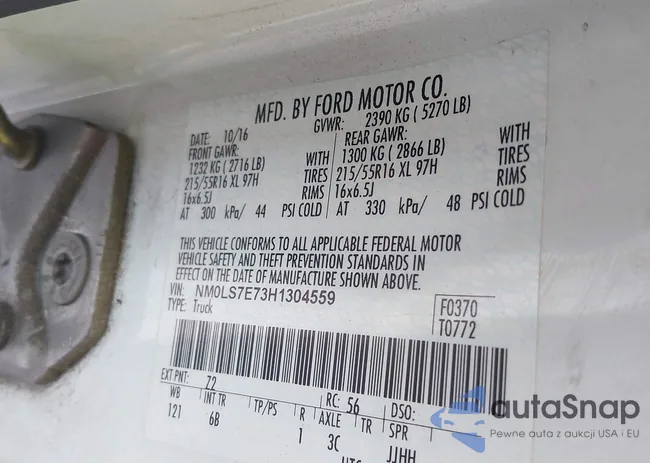 MFD. BY FORD MOTOR CO.
DATE: 10/16 GVWR: 2390 KG ( 5270 LB)
FRONT GAWR: WITH REAR GAWR: WITH
1232 KG ( 2716 LB) TIRES 1300 KG ( 2866 LB) TIRES
215/55R16 XL 97H RIMS 215/55R16 XL 97H RIMS
16x6.5J 16x6.5J
AT 300 kPa/ 44 PSI COLD AT 330 kPa/ 48 PSI COLD
THIS VEHICLE CONFORMS TO ALL APPLICABLE FEDERAL MOTOR
VEHICLE SAFETY AND THEFT PREVENTION STANDARDS IN
EFFECT ON THE DATE OF MANUFACTURE SHOWN ABOVE.
VIN: NM0LS7E73H1304559
TYPE: Truck
F0370
T0772
EXT PNT: Z2 RC: 56 DSO:
WB INT TR TP/PS R AXLE TR SPR
121 6B 1 3C JJHH
autaSnap
Pewne auta z aukcji USA i EU